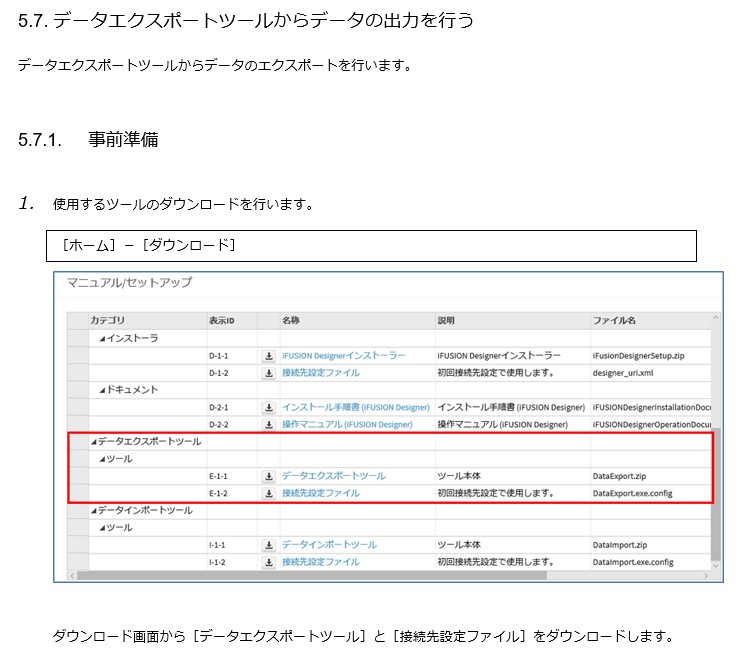 5.7. データエクスポートツールからデータの出力を行う
データエクスポートツールからデータのエクスポートを行います。
5.7.1. 事前準備
1. 使用するツールのダウンロードを行います。
［ホーム］－［ダウンロード］
マニュアル/セットアップ
カテゴリ 表示ID 名称 説明 ファイル名
インストーラ
D-1-1 iFUSION Designerインストーラー iFUSION Designerインストーラー iFusionDesignerSetup.zip
D-1-2 接続先設定ファイル 初回接続先設定で使用します。 designer_uri.xml
ドキュメント
D-2-1 インストール手順書 (iFUSION Designer) インストール手順書 (iFUSION Designer) iFUSIONDesignerInstallationDocu
D-2-2 操作マニュアル (iFUSION Designer) 操作マニュアル (iFUSION Designer) iFUSIONDesignerOperationDocur
データエクスポートツール
ツール
E-1-1 データエクスポートツール ツール本体 DataExport.zip
E-1-2 接続先設定ファイル 初回接続先設定で使用します。 DataExport.exe.config
データインポートツール
ツール
I-1-1 データインポートツール ツール本体 DataImport.zip
I-1-2 接続先設定ファイル 初回接続先設定で使用します。 DataImport.exe.config
ダウンロード画面から［データエクスポートツール］と［接続先設定ファイル］をダウンロードします。